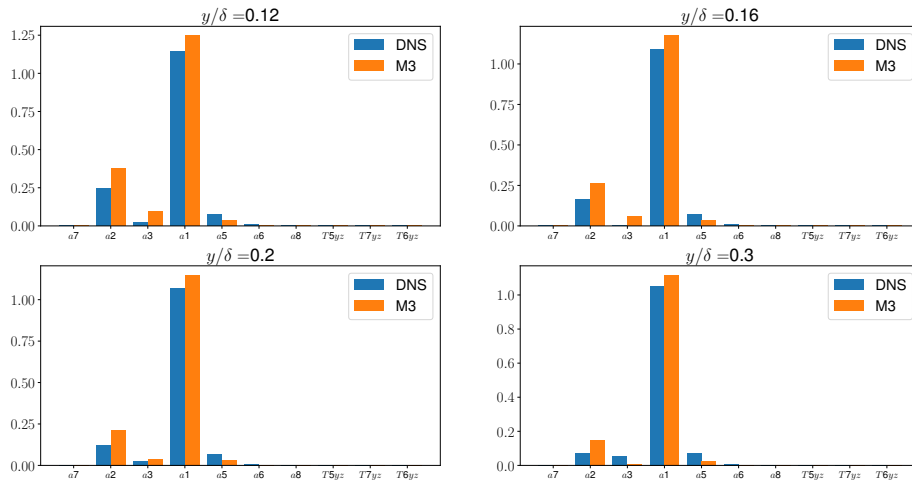 y/δ =0.12
1.25
1.00
0.75
0.50
0.25
0.00
DNS
M3
a7 a2 a3 a1 a5 a6 a8 T5yz T7yz T6yz
y/δ =0.16
1.00
0.75
0.50
0.25
0.00
DNS
M3
a7 a2 a3 a1 a5 a6 a8 T5yz T7yz T6yz
y/δ =0.2
1.00
0.75
0.50
0.25
0.00
DNS
M3
a7 a2 a3 a1 a5 a6 a8 T5yz T7yz T6yz
y/δ =0.3
1.0
0.8
0.6
0.4
0.2
0.0
DNS
M3
a7 a2 a3 a1 a5 a6 a8 T5yz T7yz T6yz